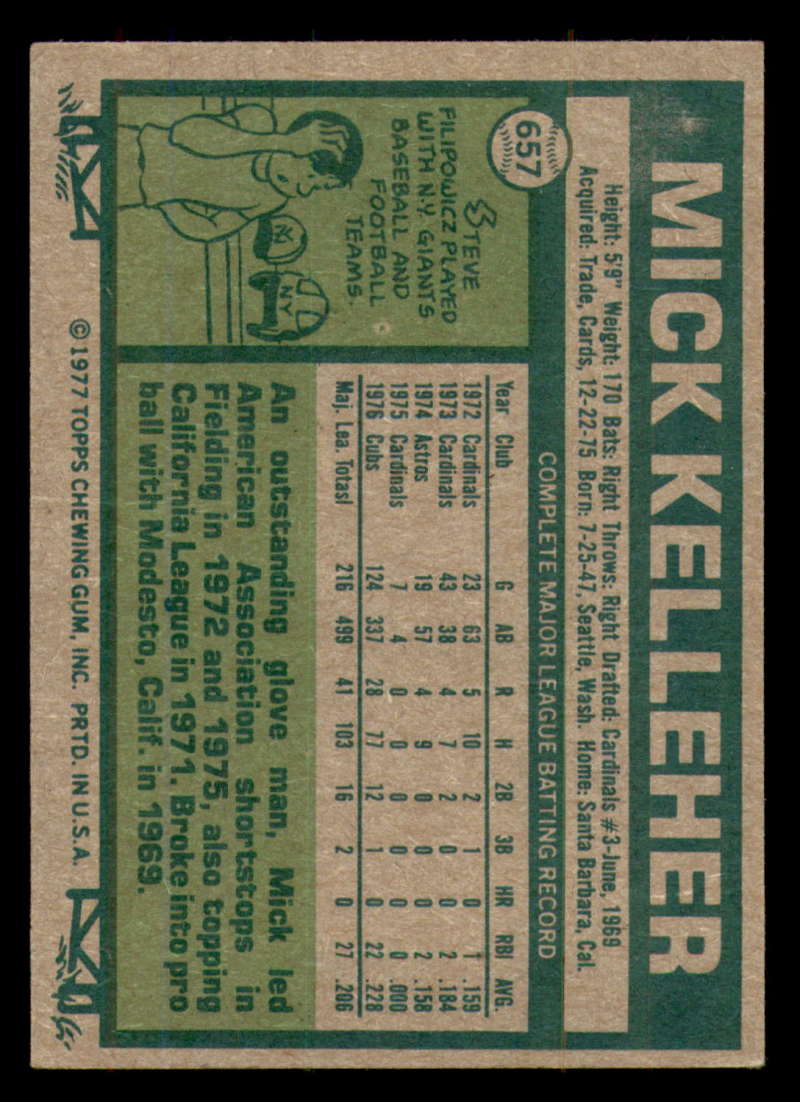 657
MICK KELLEHER
Height: 5'9" Weight: 170 Bats: Right Throws: Right Drafted: Cardinals #3-June, 1969
Acquired: Trade, Cards, 12-22-75 Born: 7-25-47, Seattle, Wash. Home: Santa Barbara, Cal.
STEVE
FILIPOWICZ PLAYED
WITH N.Y. GIANTS
BASEBALL AND
FOOTBALL
TEAMS.
NY
NY
COMPLETE MAJOR LEAGUE BATTING RECORD
Year Club G AB R H 2B 3B HR RBI AVG.
1972 Cardinals 23 63 5 10 2 1 0 1 .159
1973 Cardinals 43 38 4 7 2 0 0 2 .184
1974 Astros 19 57 4 9 0 0 0 2 .158
1975 Cardinals 7 4 0 0 0 0 0 0 .000
1976 Cubs 124 337 28 77 12 1 0 22 .228
Maj. Lea. Totals 216 499 41 103 16 2 0 27 .206
An outstanding glove man, Mick led
American Association shortstops in
Fielding in 1972 and 1975, also topping
California League in 1971. Broke into pro
ball with Modesto, Calif. in 1969.
©1977 TOPPS CHEWING GUM, INC. PRTD. IN U.S.A.